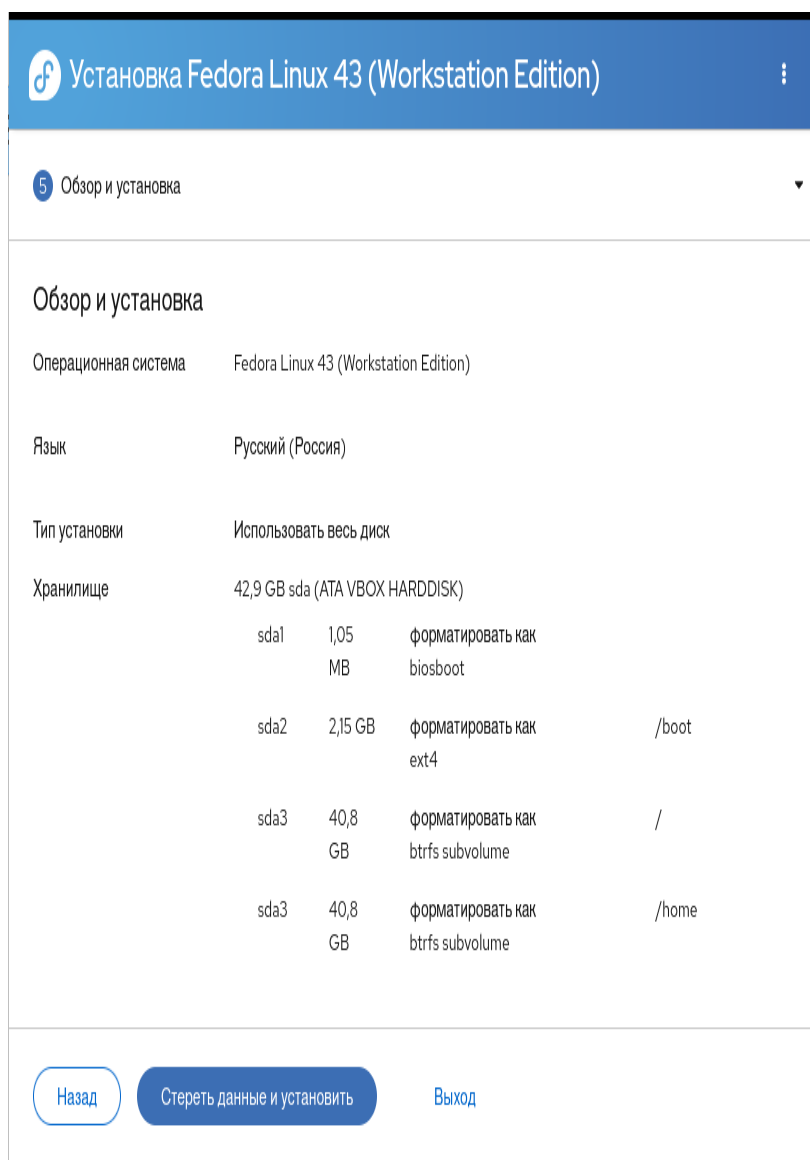 Установка Fedora Linux 43 (Workstation Edition)
5 Обзор и установка
Обзор и установка
Операционная система Fedora Linux 43 (Workstation Edition)
Язык Русский (Россия)
Тип установки Использовать весь диск
Хранилище 42,9 GB sda (ATA VBOX HARDDISK)
sda1 1,05 форматировать как
MB biosboot
sda2 2,15 GB форматировать как /boot
ext4
sda3 40,8 форматировать как /
GB btrfs subvolume
sda3 40,8 форматировать как /home
GB btrfs subvolume
Назад Стереть данные и установить Выход